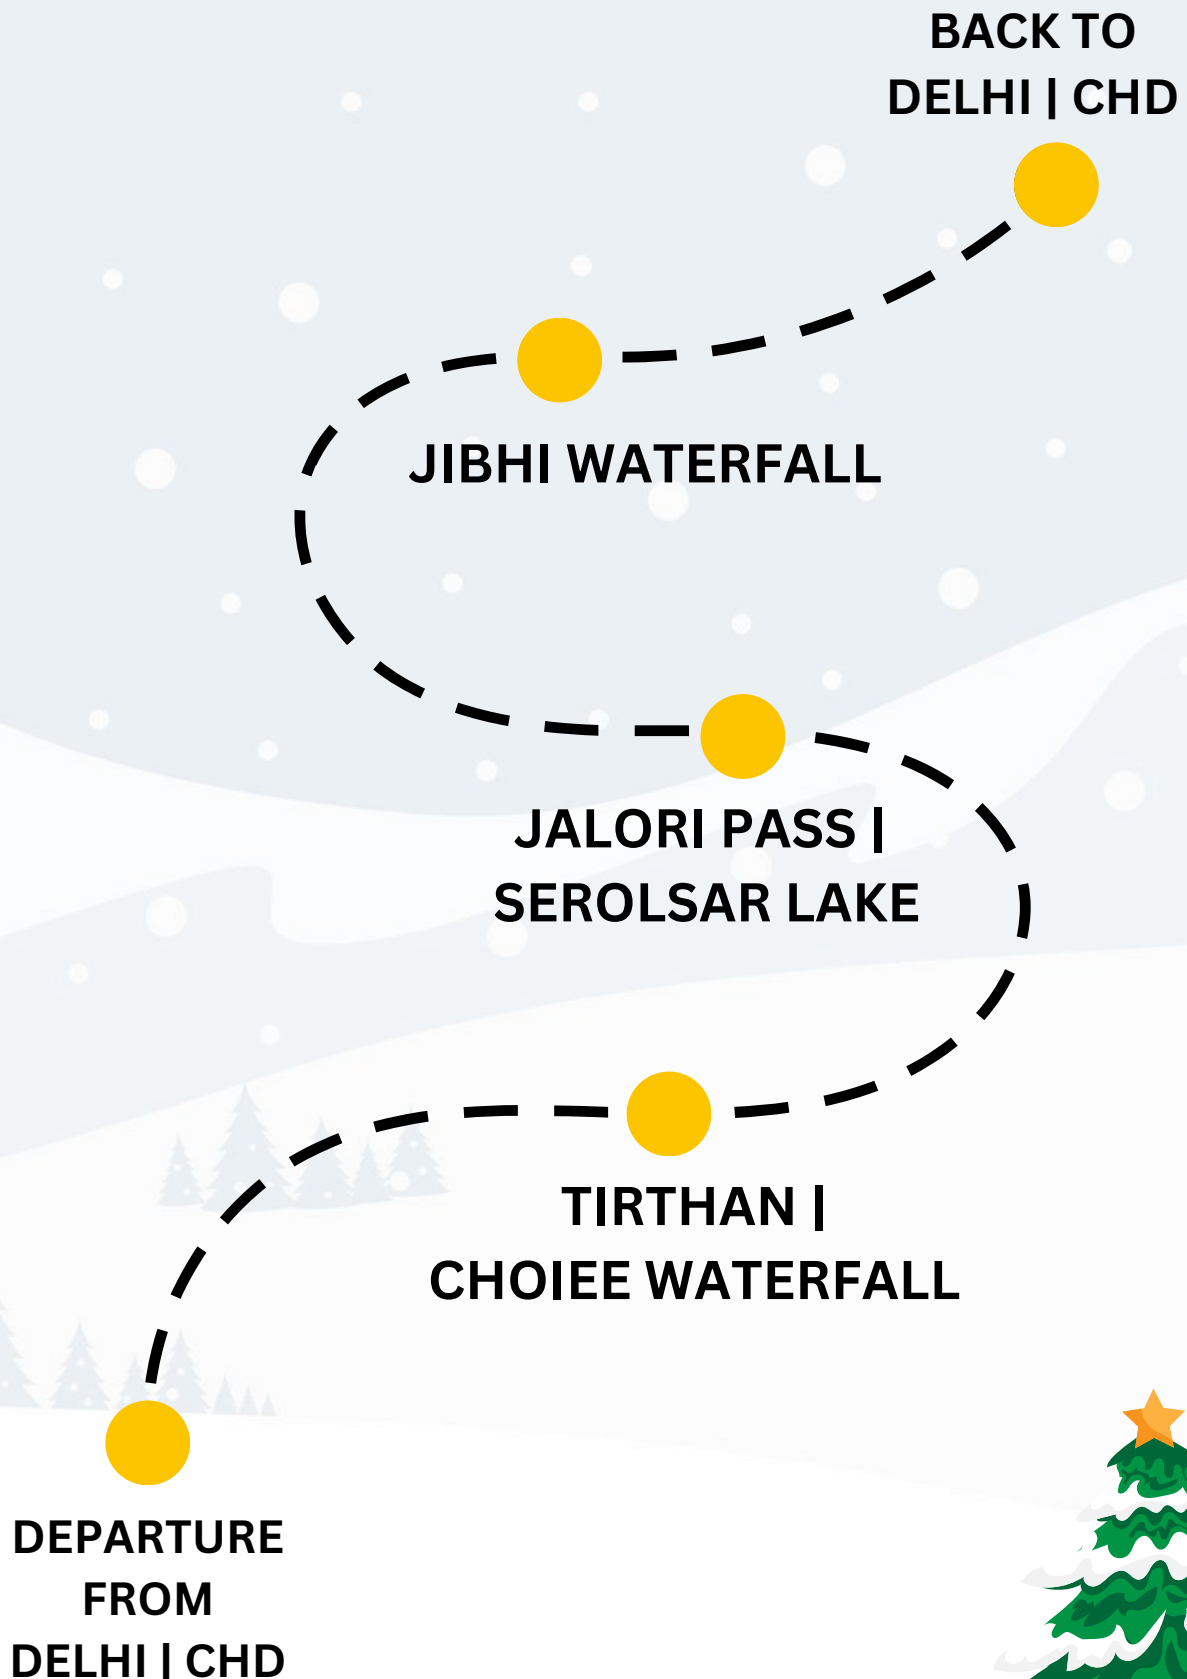 BACK TO
DELHI | CHD
JIBHI WATERFALL
JALORI PASS |
SEROLSAR LAKE
TIRTHAN |
CHOIEE WATERFALL
DEPARTURE
FROM
DELHI | CHD